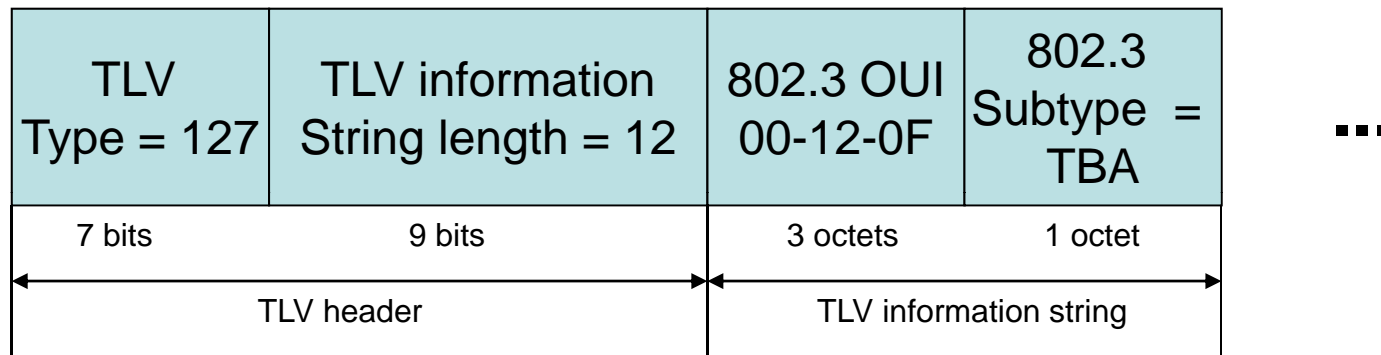 TLV
Type = 127
TLV information
String length = 12
802.3 OUI
00-12-0F
802.3
Subtype =
TBA
7 bits
9 bits
3 octets
1 octet
TLV header
TLV information string